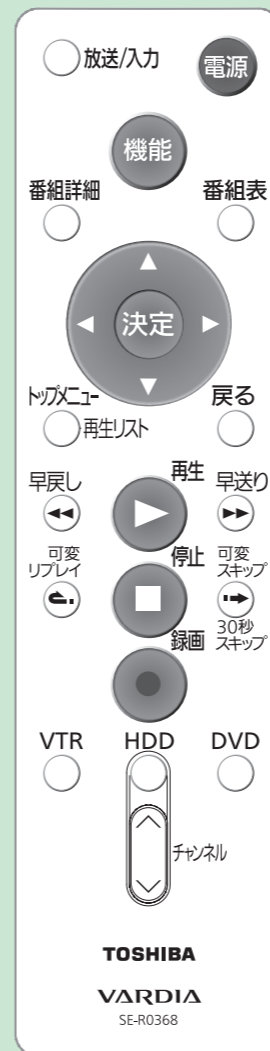 放送/入力
電源
機能
番組詳細
番組表
決定
トップメニュー
戻る
再生リスト
再生
早戻し
早送り
停止
可変
リプレイ
可変
スキップ
30秒
スキップ
録画
VTR
HDD
DVD
チャンネル
TOSHIBA
VARDIA
SE-R0368